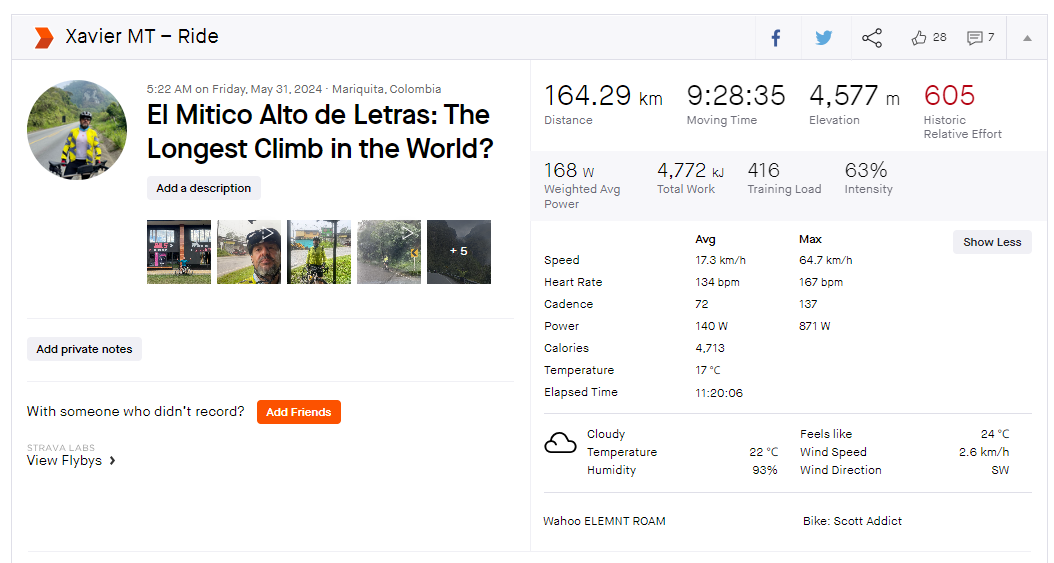 Xavier MT – Ride
28
7
5:22 AM on Friday, May 31, 2024 · Mariquita, Colombia
El Mitico Alto de Letras: The
Longest Climb in the World?
Add a description
+ 5
Add private notes
With someone who didn't record? Add Friends
STRAVA LABS
View Flybys
164.29 km 9:28:35 4,577 m 605
Distance Moving Time Elevation Historic
Relative Effort
168 W 4,772 kJ 416 63%
Weighted Avg Total Work Training Load Intensity
Power
Avg Max Show Less
Speed 17.3 km/h 64.7 km/h
Heart Rate 134 bpm 167 bpm
Cadence 72 137
Power 140 W 871 W
Calories 4,713
Temperature 17 °C
Elapsed Time 11:20:06
Cloudy Feels like 24 °C
Temperature 22 °C Wind Speed 2.6 km/h
Humidity 93% Wind Direction SW
Wahoo ELEMNT ROAM Bike: Scott Addict